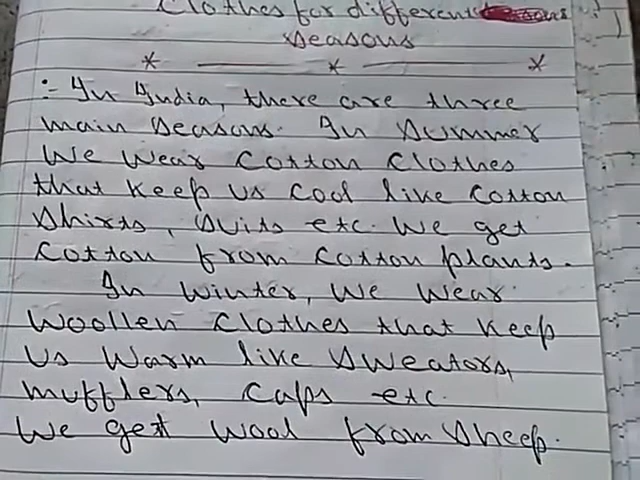 Clothes for different
Seasons
:- In India, there are three
main seasons. In Summer
We wear cotton clothes
that keep us cool like cotton
shirts, suits etc. We get
cotton from cotton plants.
In winter, we wear
woollen clothes that keep
us warm like sweators,
mufflers, caps etc.
We get wool from sheep.